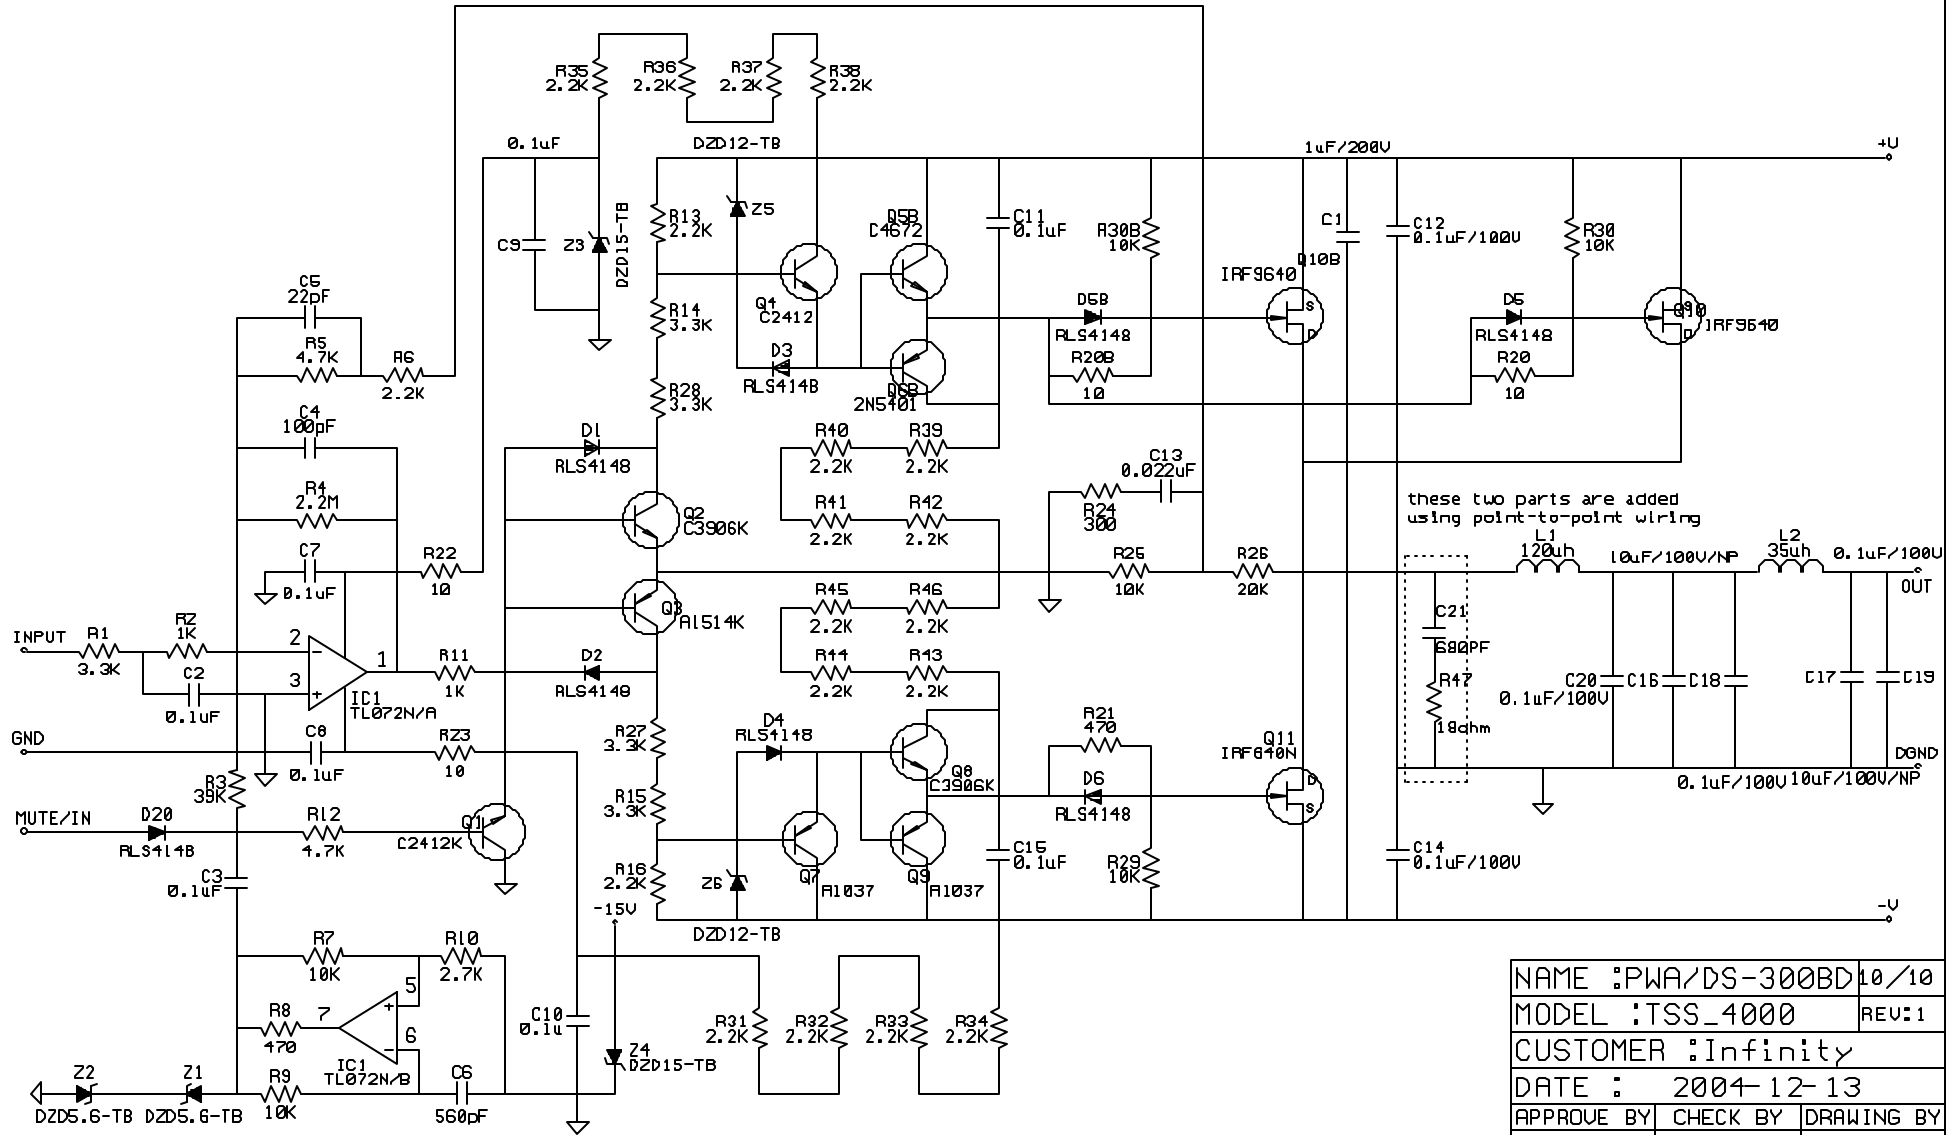 R35
2.2K
R36
2.2K
R37
2.2K
R38
2.2K
0.1uF
DZD12-TB
1uF/200V
+V
C9
Z3
DZD15-TB
R13
2.2K
Z5
Q5B
C4672
C11
0.1uF
R30B
10K
C1
C12
0.1uF/100V
R30
10K
IRF9640
Q10B
S
D
C5
22pF
R14
3.3K
Q4
C2412
D5B
RLS4148
D5
RLS4148
Q10
IRF9640
S
D
R5
4.7K
R6
2.2K
D3
RLS414B
R20B
10
R20
10
R28
3.3K
Q6B
2N5401
C4
100pF
D1
RLS4148
R40
2.2K
R39
2.2K
C13
0.022uF
R4
2.2M
Q2
C3906K
R41
2.2K
R42
2.2K
R24
300
these two parts are added
using point-to-point wiring
C7
0.1uF
R22
10
R25
10K
R26
20K
L1
120uh
10uF/100V/NP
L2
35uh
0.1uF/100V
OUT
Q3
A1514K
R45
2.2K
R46
2.2K
C21
680PF
INPUT
R1
3.3K
R2
1K
2
3
1
IC1
TL072N/A
C2
0.1uF
R11
1K
D2
RLS4148
R44
2.2K
R43
2.2K
R47
18ohm
C20
0.1uF/100V
C16
C18
C17
C19
GND
C8
0.1uF
R23
10
R27
3.3K
D4
RLS4148
Q8
C3906K
R21
470
D6
RLS4148
Q11
IRF640N
D
S
DGND
0.1uF/100V
10uF/100V/NP
R3
39K
R15
3.3K
MUTE/IN
D20
RLS414B
R12
4.7K
Q1
C2412K
C3
0.1uF
R16
2.2K
Z6
Q7
A1037
Q9
A1037
C15
0.1uF
R29
10K
C14
0.1uF/100V
-15V
DZD12-TB
-V
R7
10K
R10
2.7K
5
6
7
R8
470
IC1
TL072N/B
C10
0.1u
Z4
DZD15-TB
R31
2.2K
R32
2.2K
R33
2.2K
R34
2.2K
Z2
DZD5.6-TB
Z1
DZD5.6-TB
R9
10K
C6
560pF
NAME :PWA/DS-300BD 10/10
MODEL :TSS_4000 REV:1
CUSTOMER :Infinity
DATE : 2004-12-13
APPROVE BY CHECK BY DRAWING BY